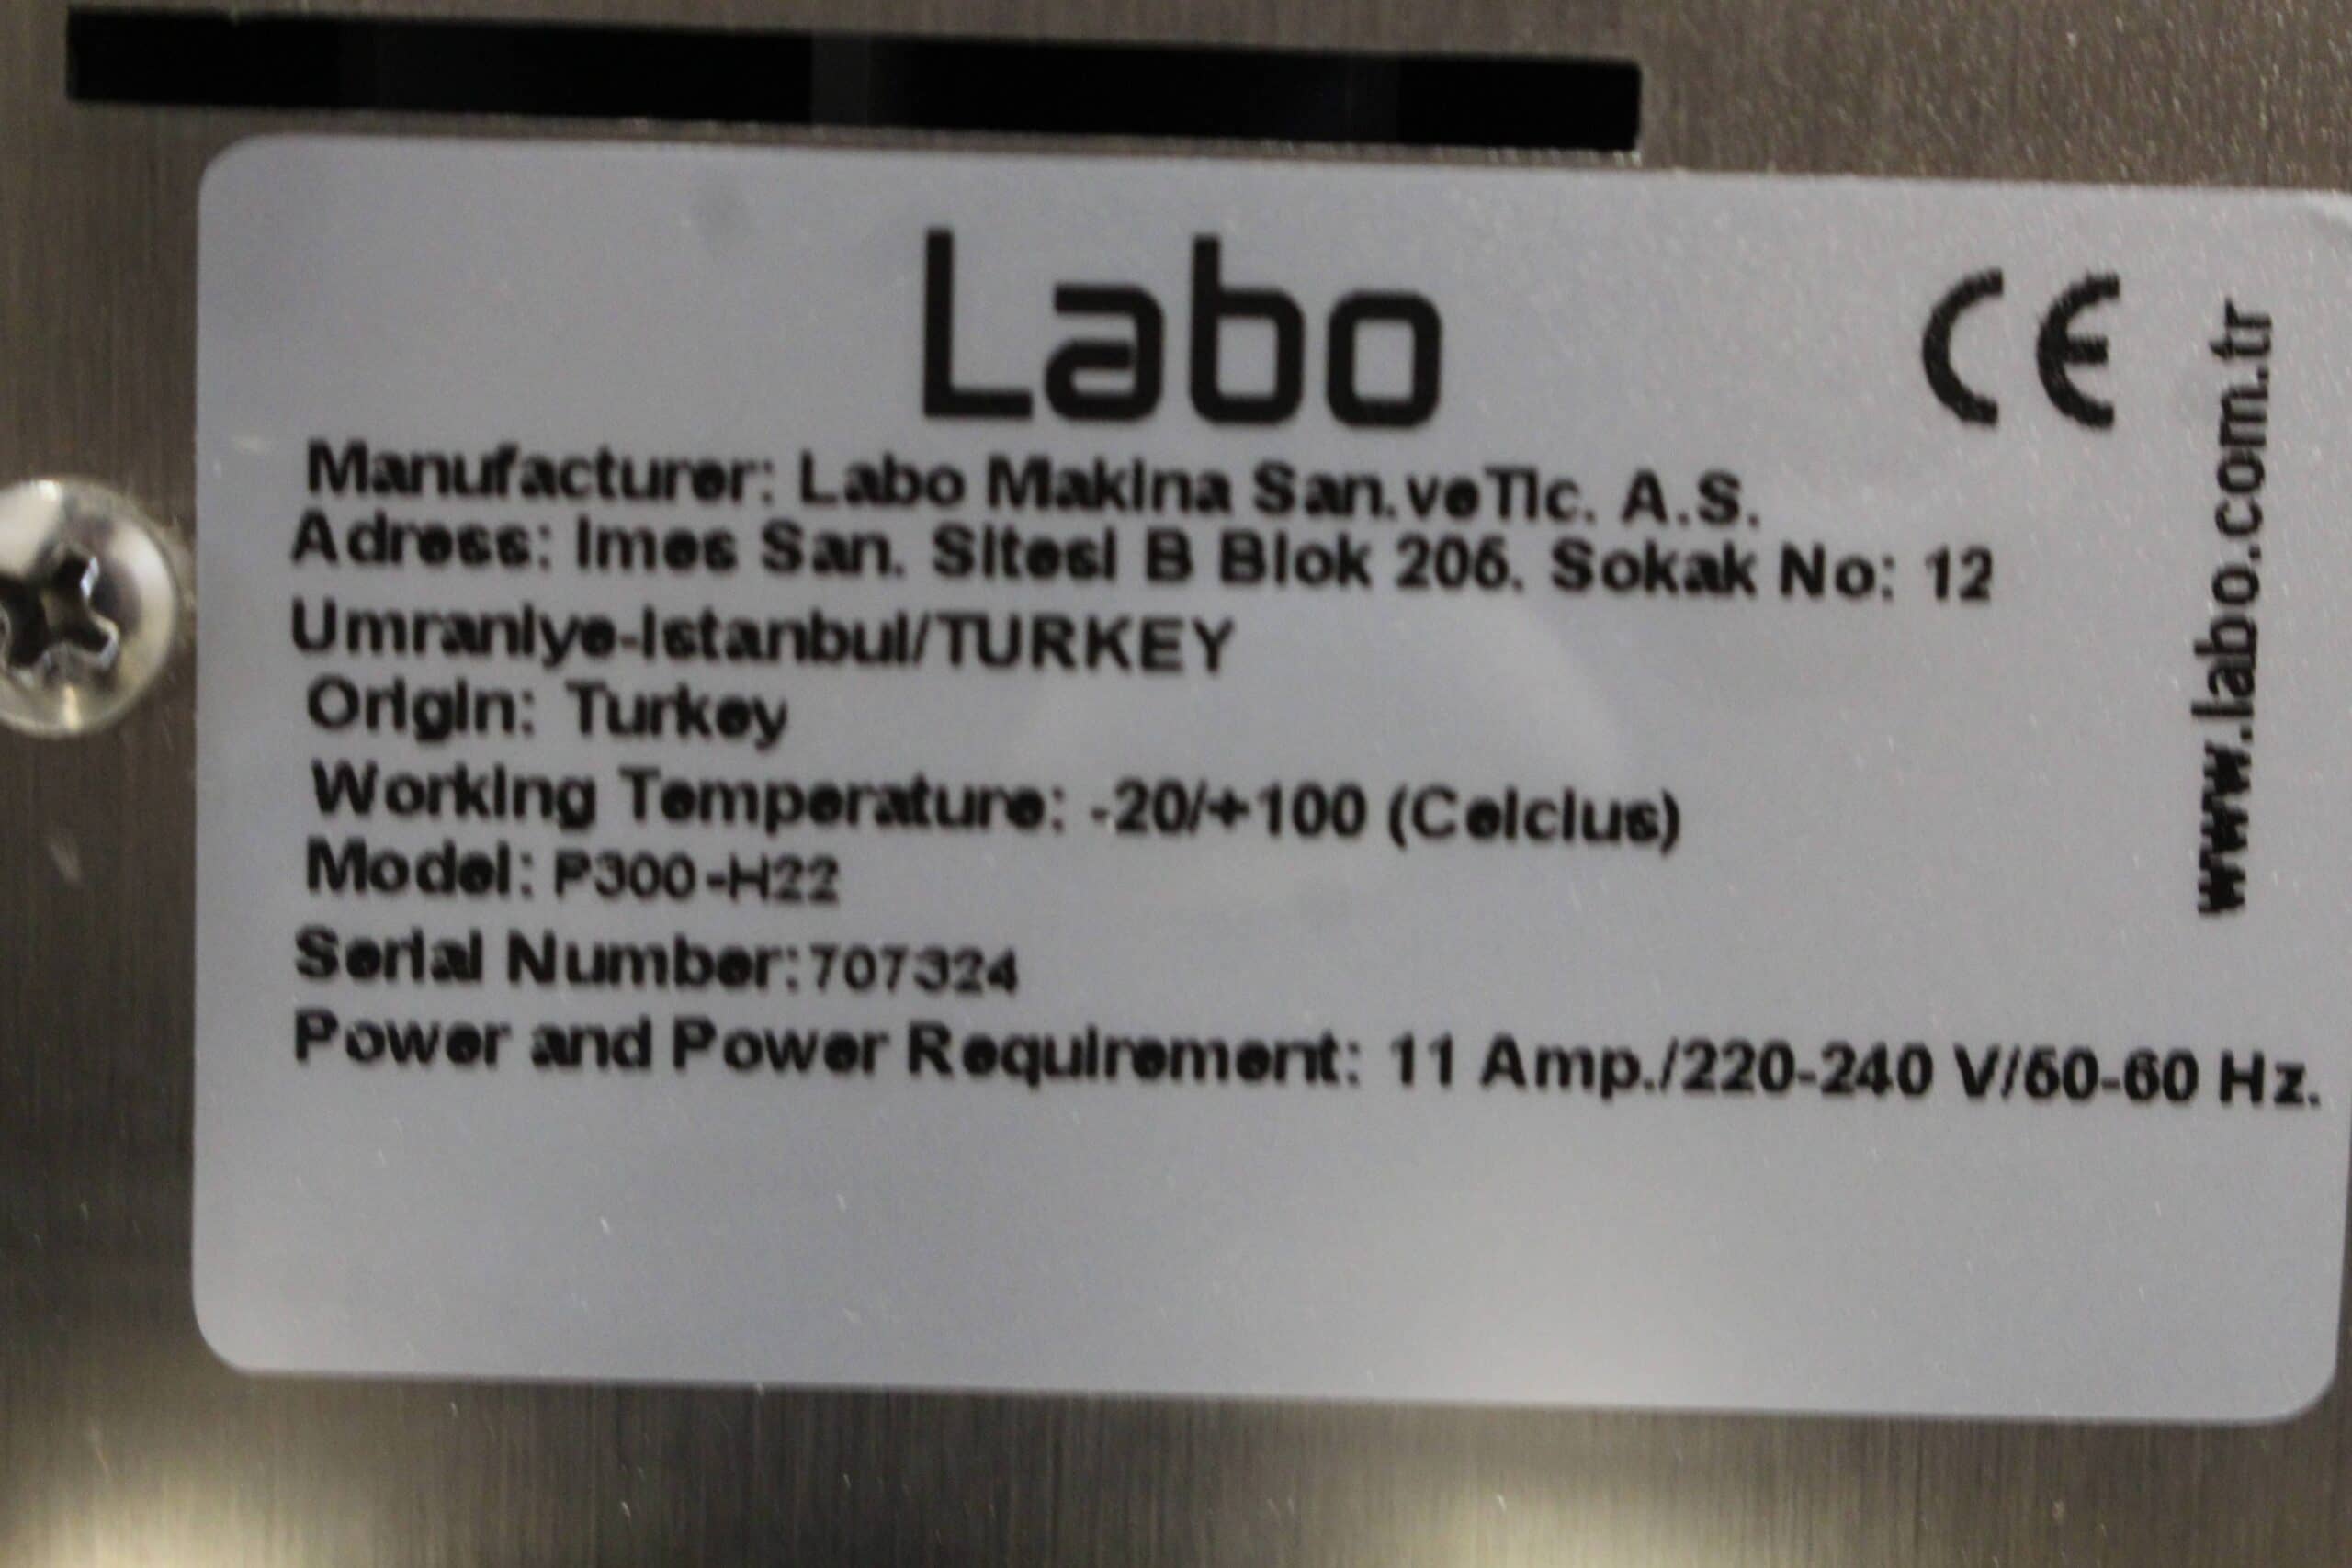 Labo
CE
www.labo.com.tr
Manufacturer: Labo Makina San.veTic. A.S.
Adress: Imes San. Sitesi B Blok 206. Sokak No: 12
Umraniye-Istanbul/TURKEY
Origin: Turkey
Working Temperature: -20/+100 (Celcius)
Model: P300-H22
Serial Number:707324
Power and Power Requirement: 11 Amp./220-240 V/50-60 Hz.